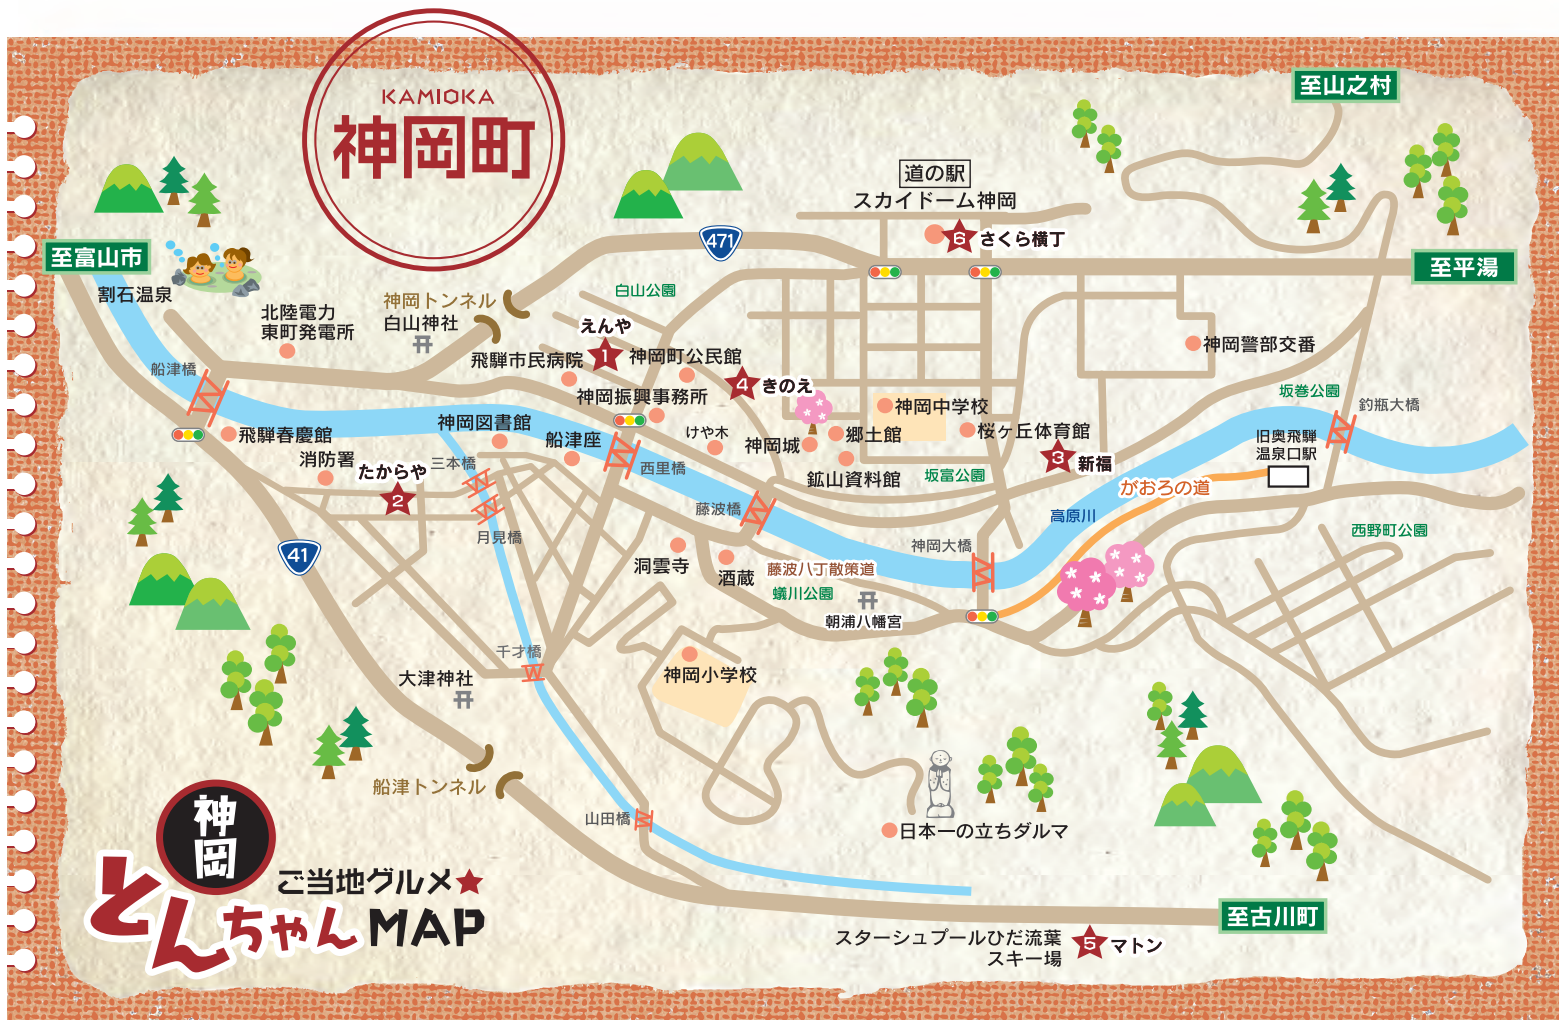 KAMIOKA
神岡町
至山之村
道の駅
スカイドーム神岡
6
さくら横丁
471
至富山市
至平湯
割石温泉
北陸電力
東町発電所
神岡トンネル
白山神社
白山公園
えんや
1
飛騨市民病院
神岡町公民館
神岡警部交番
船津橋
4
きのえ
神岡振興事務所
坂巻公園
釣瓶大橋
神岡中学校
飛騨春慶館
神岡図書館
船津座
けや木
神岡城
郷土館
桜ヶ丘体育館
旧奥飛騨
温泉口駅
消防署
たからや
2
三本橋
西里橋
鉱山資料館
坂富公園
3
新福
がおろの道
藤波橋
高原川
西野町公園
月見橋
神岡大橋
41
洞雲寺
酒蔵
藤波八丁散策道
蟻川公園
朝浦八幡宮
千才橋
大津神社
神岡小学校
船津トンネル
山田橋
日本一の立ちダルマ
神岡
とんちゃん
ご当地グルメ
MAP
至古川町
スターシュプールひだ流葉
スキー場
5
マトン